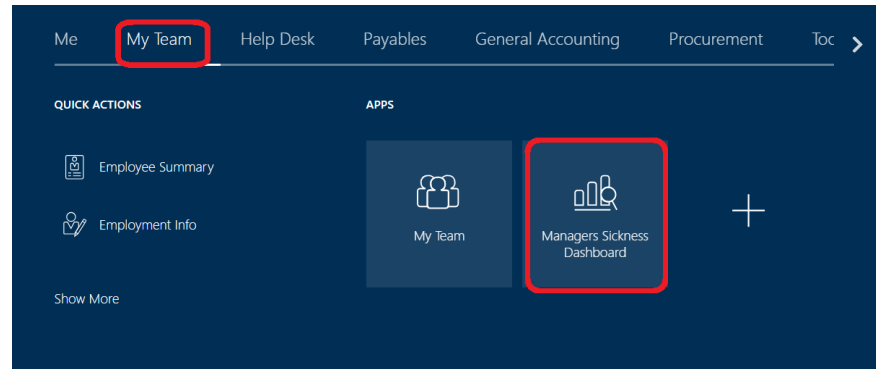 Me My Team Help Desk Payables General Accounting Procurement Toc
QUICK ACTIONS
APPS
Employee Summary
Employment Info
Show More
My Team
Managers Sickness
Dashboard